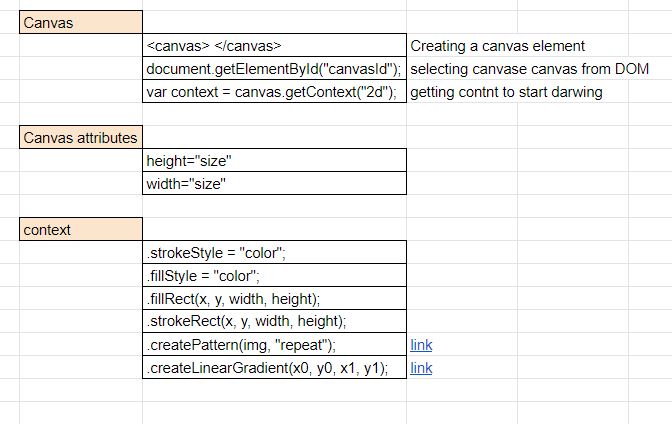 Canvas
<canvas> </canvas> Creating a canvas element
document.getElementById("canvasId"); selecting canvase canvas from DOM
var context = canvas.getContext("2d"); getting contnt to start darwing
Canvas attributes
height="size"
width="size"
context
.strokeStyle = "color";
.fillStyle = "color";
.fillRect(x, y, width, height);
.strokeRect(x, y, width, height);
.createPattern(img, "repeat"); link
.createLinearGradient(x0, y0, x1, y1); link